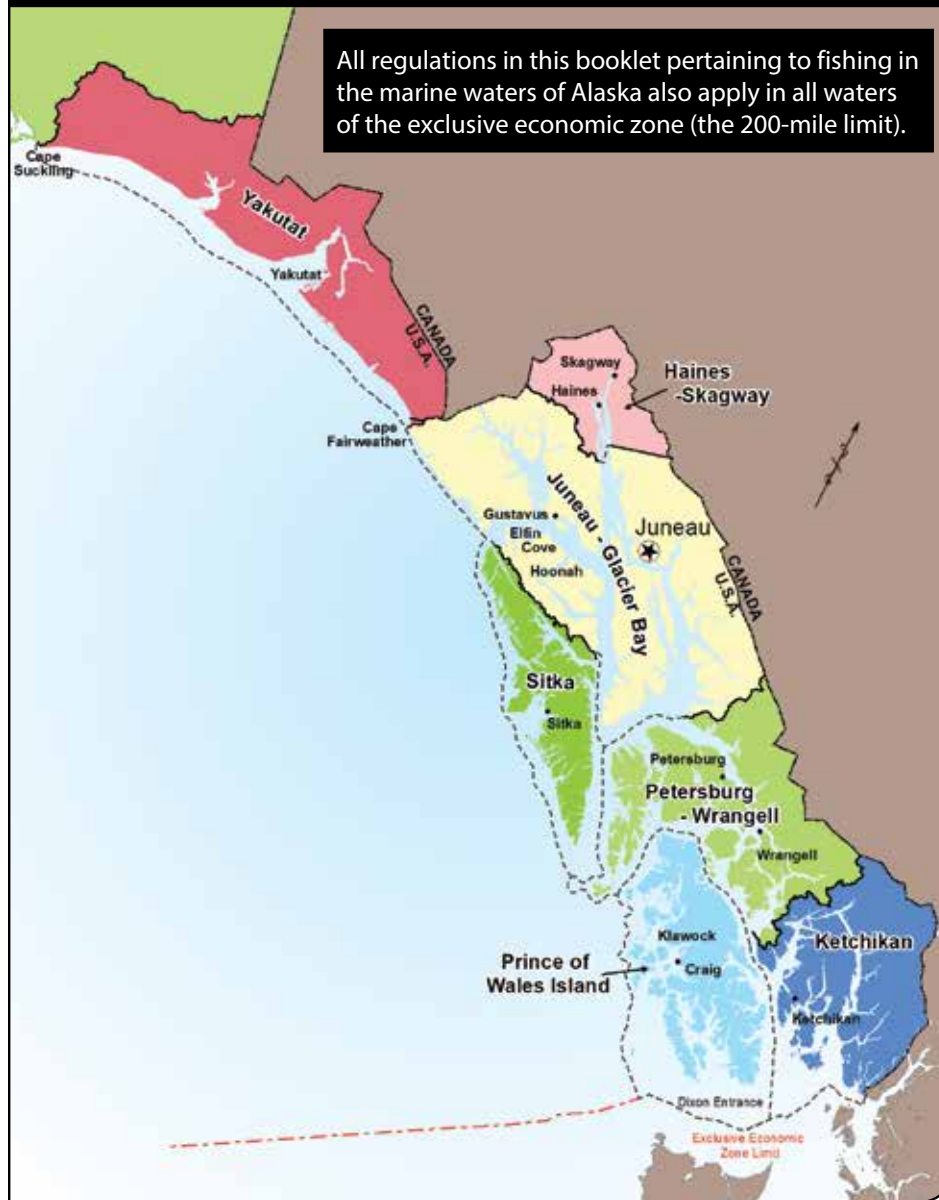 All regulations in this booklet pertaining to fishing in
the marine waters of Alaska also apply in all waters
of the exclusive economic zone (the 200-mile limit).
Cape
Suckling
Yakutat
Yakutat
CANADA
U.S.A.
Skagway
Haines
Haines
-Skagway
Cape
Fairweather
Gustavus
Elfin
Cove
Hoonah
Juneau - Glacier Bay
Juneau
CANADA
U.S.A.
Sitka
Sitka
Petersburg
Petersburg
- Wrangell
Wrangell
Klawock
Craig
Prince of
Wales Island
Ketchikan
Ketchikan
Dixon Entrance
Exclusive Economic
Zone Limit